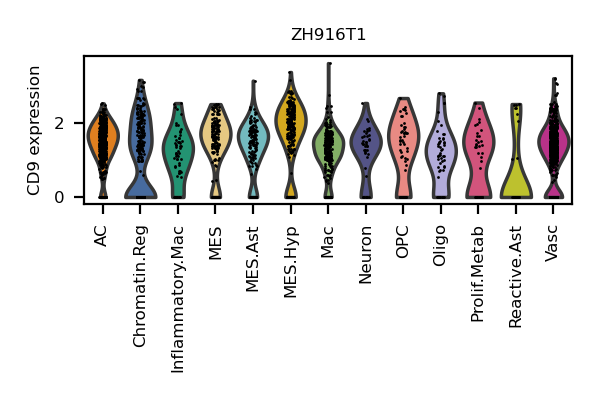 ZH916T1
CD9 expression
2
0
AC
Chromatin.Reg
Inflammatory.Mac
MES
MES.Ast
MES.Hyp
Mac
Neuron
OPC
Oligo
Prolif.Metab
Reactive.Ast
Vasc